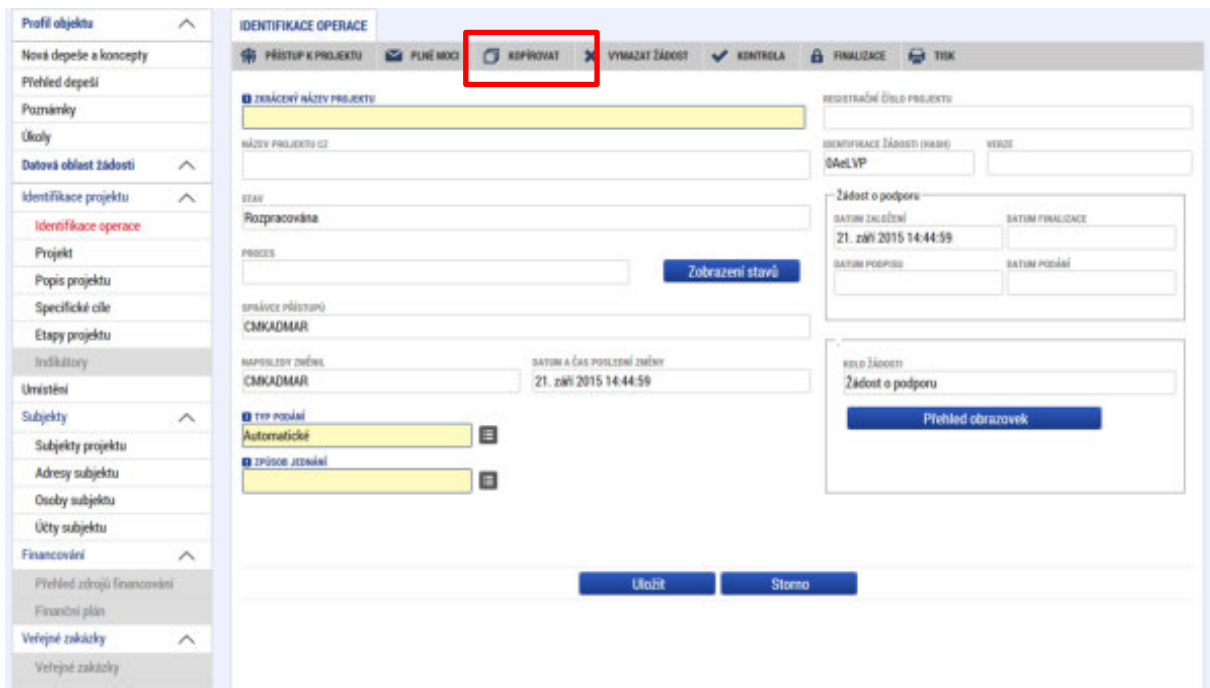 Profil objektu
Nová depeše a koncepty
Přehled depeší
Poznámky
Úkoly
Datová oblast žádosti
Identifikace projektu
Identifikace operace
Projekt
Popis projektu
Specifické cíle
Etapy projektu
Indikátory
Umístění
Subjekty
Subjekty projektu
Adresy subjektu
Osoby subjektu
Účty subjektu
Financování
Přehled zdrojů financování
Finanční plán
Veřejné zakázky
Veřejné zakázky
IDENTIFIKACE OPERACE
PŘÍSTUP K PROJEKTU PLNÉ MOCI KOPÍROVAT VYMAZAT ŽÁDOST KONTROLA FINALIZACE TISK
ZKRÁCENÝ NÁZEV PROJEKTU
NÁZEV PROJEKTU CZ
STAV
Rozpracována
PROCES
Zobrazení stavů
SPRÁVCE PŘÍSTUPŮ
CMKADMAR
NAPOSLEDY ZMĚNIL DATUM A ČAS POSLEDNÍ ZMĚNY
CMKADMAR 21. září 2015 14:44:59
TYP PODÁNÍ
Automatické
ZPŮSOB JEDNÁNÍ
REGISTRAČNÍ ČÍSLO PROJEKTU
IDENTIFIKACE ŽÁDOSTI (HASH) VERZE
0AeLVP
Žádost o podporu
DATUM ZALOŽENÍ DATUM FINALIZACE
21. září 2015 14:44:59
DATUM PODPISU DATUM PODÁNÍ
KOLO ŽÁDOSTI
Žádost o podporu
Přehled obrazovek
Uložit Storno